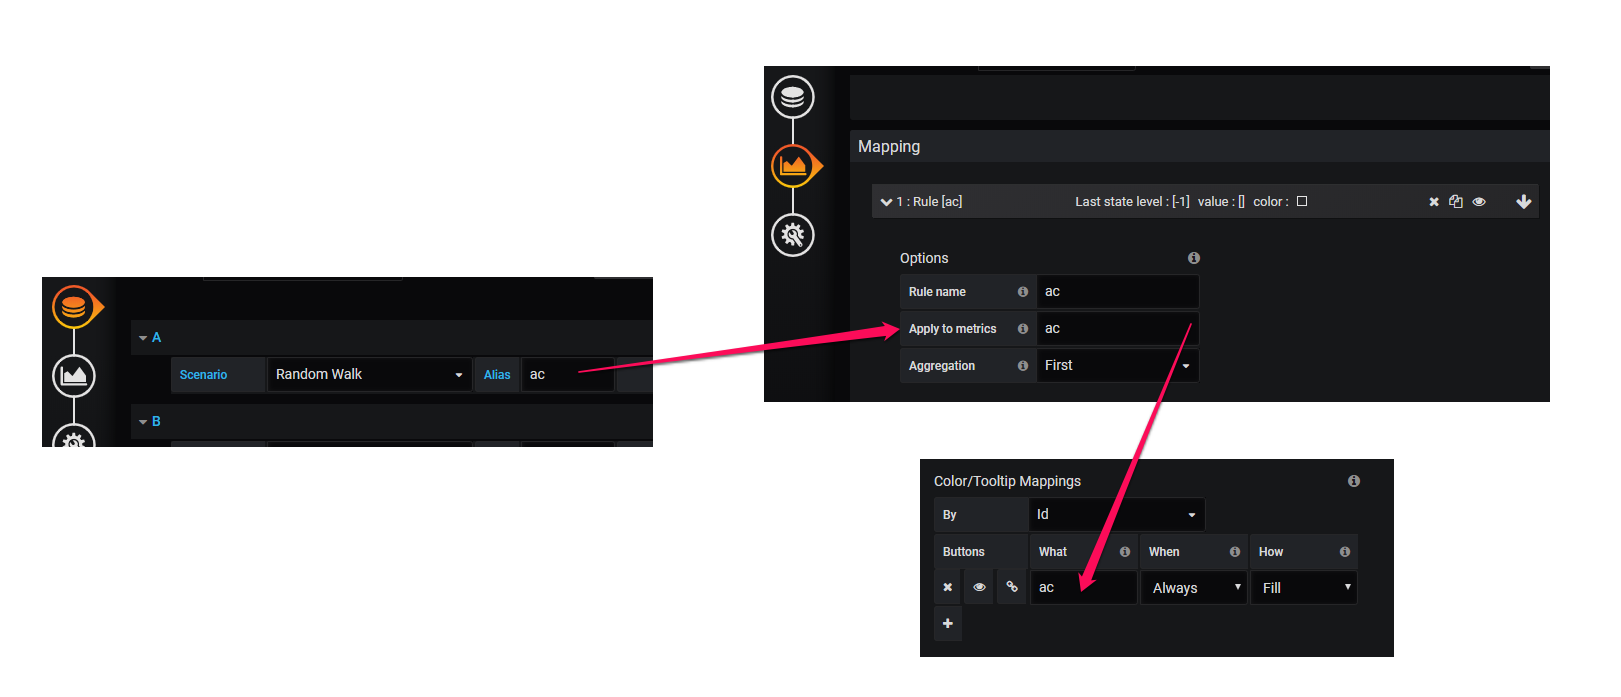 A
Scenario Random Walk Alias ac
B
Mapping
1 : Rule [ac] Last state level : [-1] value : [] color :
Options
Rule name ac
Apply to metrics ac
Aggregation First
Color/Tooltip Mappings
By Id
Buttons What When How
ac Always Fill